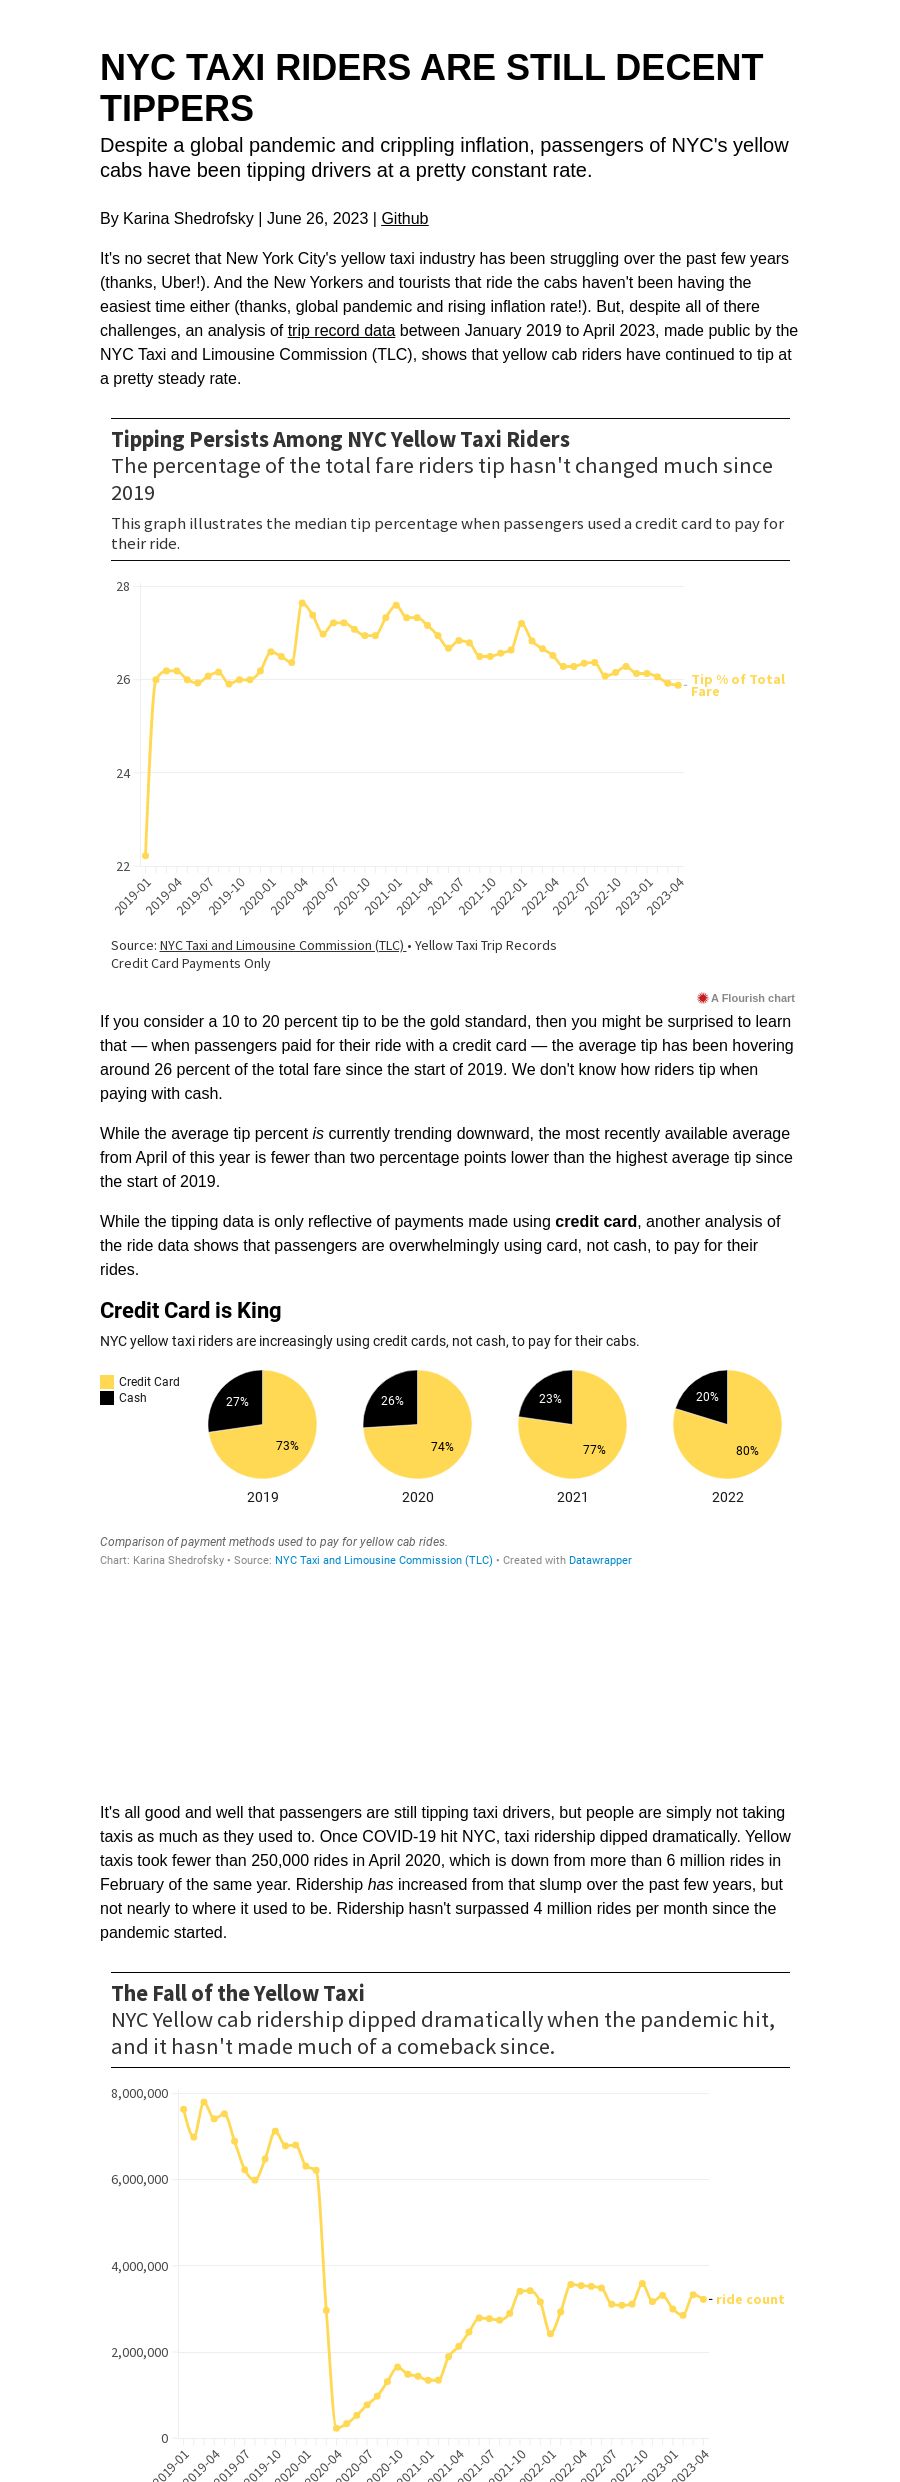 NYC TAXI RIDERS ARE STILL DECENT
TIPPERS
Despite a global pandemic and crippling inflation, passengers of NYC's yellow
cabs have been tipping drivers at a pretty constant rate.
By Karina Shedrofsky | June 26, 2023 | Github
It's no secret that New York City's yellow taxi industry has been struggling over the past few years
(thanks, Uber!). And the New Yorkers and tourists that ride the cabs haven't been having the
easiest time either (thanks, global pandemic and rising inflation rate!). But, despite all of there
challenges, an analysis of trip record data between January 2019 to April 2023, made public by the
NYC Taxi and Limousine Commission (TLC), shows that yellow cab riders have continued to tip at
a pretty steady rate.
Tipping Persists Among NYC Yellow Taxi Riders
The percentage of the total fare riders tip hasn't changed much since
2019
This graph illustrates the median tip percentage when passengers used a credit card to pay for
their ride.
28
26
Tip % of Total
Fare
24
22
2019-01 2019-04 2019-07 2019-10 2020-01 2020-04 2020-07 2020-10 2021-01 2021-04 2021-07 2021-10 2022-01 2022-04 2022-07 2022-10 2023-01 2023-04
Source: NYC Taxi and Limousine Commission (TLC) • Yellow Taxi Trip Records
Credit Card Payments Only
A Flourish chart
If you consider a 10 to 20 percent tip to be the gold standard, then you might be surprised to learn
that — when passengers paid for their ride with a credit card — the average tip has been hovering
around 26 percent of the total fare since the start of 2019. We don't know how riders tip when
paying with cash.
While the average tip percent is currently trending downward, the most recently available average
from April of this year is fewer than two percentage points lower than the highest average tip since
the start of 2019.
While the tipping data is only reflective of payments made using credit card, another analysis of
the ride data shows that passengers are overwhelmingly using card, not cash, to pay for their
rides.
Credit Card is King
NYC yellow taxi riders are increasingly using credit cards, not cash, to pay for their cabs.
Credit Card
Cash
27% 26% 23% 20%
73% 74% 77% 80%
2019 2020 2021 2022
Comparison of payment methods used to pay for yellow cab rides.
Chart: Karina Shedrofsky • Source: NYC Taxi and Limousine Commission (TLC) • Created with Datawrapper
It's all good and well that passengers are still tipping taxi drivers, but people are simply not taking
taxis as much as they used to. Once COVID-19 hit NYC, taxi ridership dipped dramatically. Yellow
taxis took fewer than 250,000 rides in April 2020, which is down from more than 6 million rides in
February of the same year. Ridership has increased from that slump over the past few years, but
not nearly to where it used to be. Ridership hasn't surpassed 4 million rides per month since the
pandemic started.
The Fall of the Yellow Taxi
NYC Yellow cab ridership dipped dramatically when the pandemic hit,
and it hasn't made much of a comeback since.
8,000,000
6,000,000
4,000,000
ride count
2,000,000
0
2019-01 2019-04 2019-07 2019-10 2020-01 2020-04 2020-07 2020-10 2021-01 2021-04 2021-07 2021-10 2022-01 2022-04 2022-07 2022-10 2023-01 2023-04